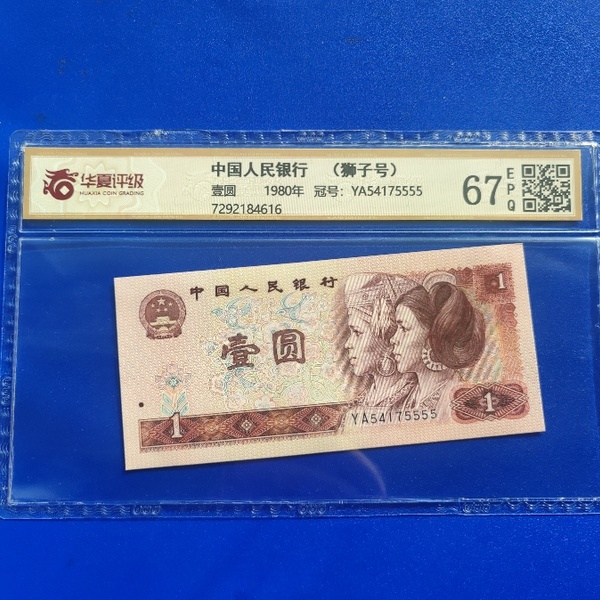 华夏评级
HUAXIA COIN GRADING
中国人民银行 （狮子号）
壹圆 1980年 冠号：YA54175555
7292184616
67 EPQ
中国人民银行
1
壹圆
1
YA54175555
1